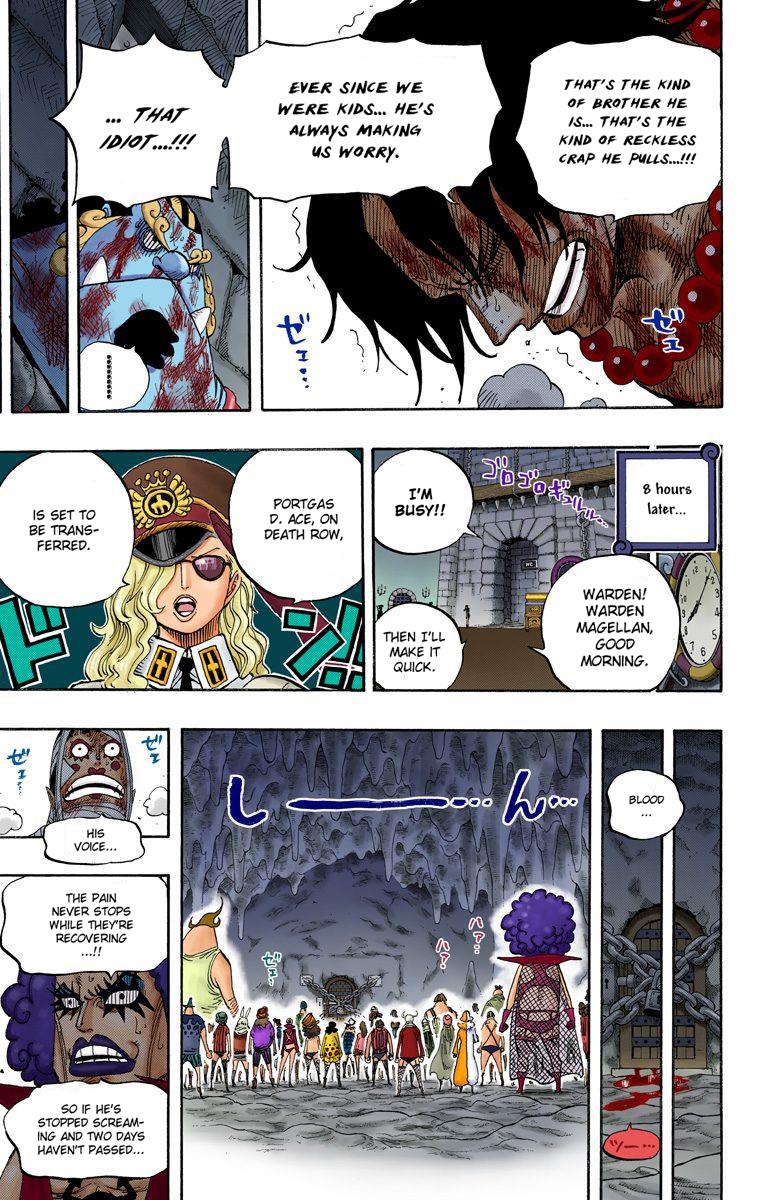 THAT'S THE KIND
OF BROTHER HE
IS... THAT'S THE
KIND OF RECKLESS
CRAP HE PULLS...!!!
EVER SINCE WE
WERE KIDS... HE'S
ALWAYS MAKING
US WORRY.
... THAT
IDIOT....!!!
ゼェ...
ゼェ...
..........
8 hours
later...
ゴロゴロギュルルル...
WARDEN!
WARDEN
MAGELLAN,
GOOD
MORNING.
I'M
BUSY!!
THEN I'LL
MAKE IT
QUICK.
WC
PORTGAS
D. ACE, ON
DEATH ROW,
IS SET TO
BE TRANS-
FERRED.
ドン!!
BLOOD
...
ツー...
しーーん...
ハァ...
ハァ...
ゼェ...
ゼェ...
ゼェ...
HIS
VOICE...
THE PAIN
NEVER STOPS
WHILE THEY'RE
RECOVERING
...!!
SO IF HE'S
STOPPED SCREAM-
ING AND TWO DAYS
HAVEN'T PASSED...